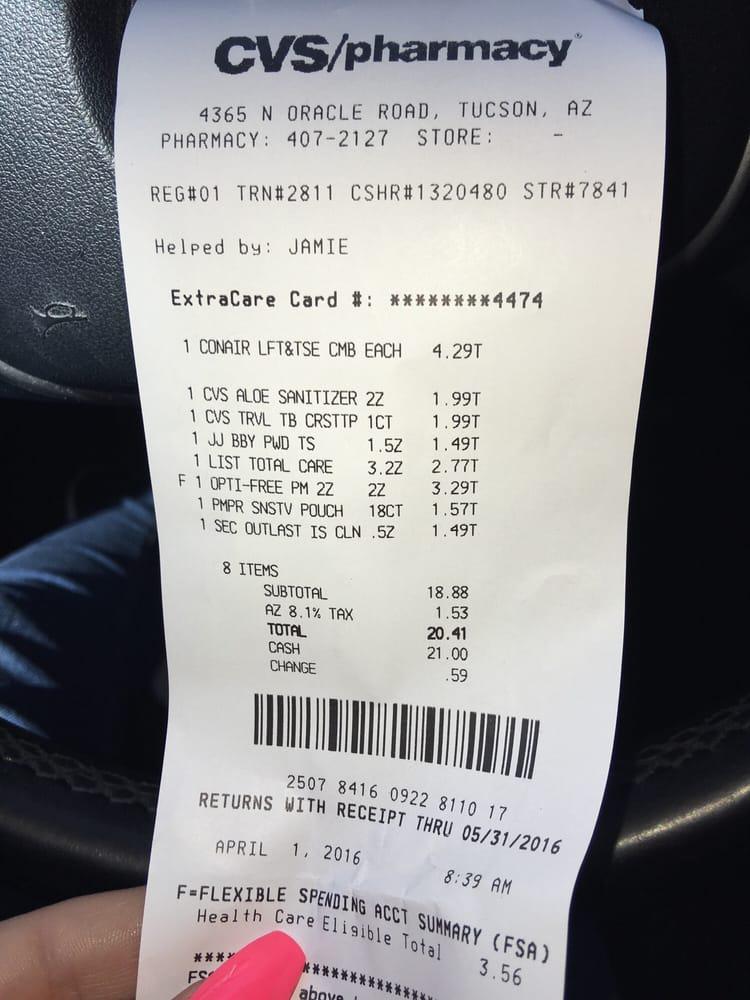 CVS/pharmacy®
4365 N ORACLE ROAD, TUCSON, AZ
PHARMACY: 407-2127 STORE: -
REG#01 TRN#2811 CSHR#1320480 STR#7841
Helped by: JAMIE
ExtraCare Card #: ********4474
1 CONAIR LFT&TSE CMB EACH 4.29T
1 CVS ALOE SANITIZER 2Z 1.99T
1 CVS TRVL TB CRSTTP 1CT 1.99T
1 JJ BBY PWD TS 1.5Z 1.49T
1 LIST TOTAL CARE 3.2Z 2.77T
F 1 OPTI-FREE PM 2Z 2Z 3.29T
1 PMPR SNSTV POUCH 18CT 1.57T
1 SEC OUTLAST IS CLN .5Z 1.49T
8 ITEMS
SUBTOTAL 18.88
AZ 8.1% TAX 1.53
TOTAL 20.41
CASH 21.00
CHANGE .59
2507 8416 0922 8110 17
RETURNS WITH RECEIPT THRU 05/31/2016
APRIL 1, 2016 8:39 AM
F=FLEXIBLE SPENDING ACCT SUMMARY (FSA)
Health Care Eligible Total 3.56
above